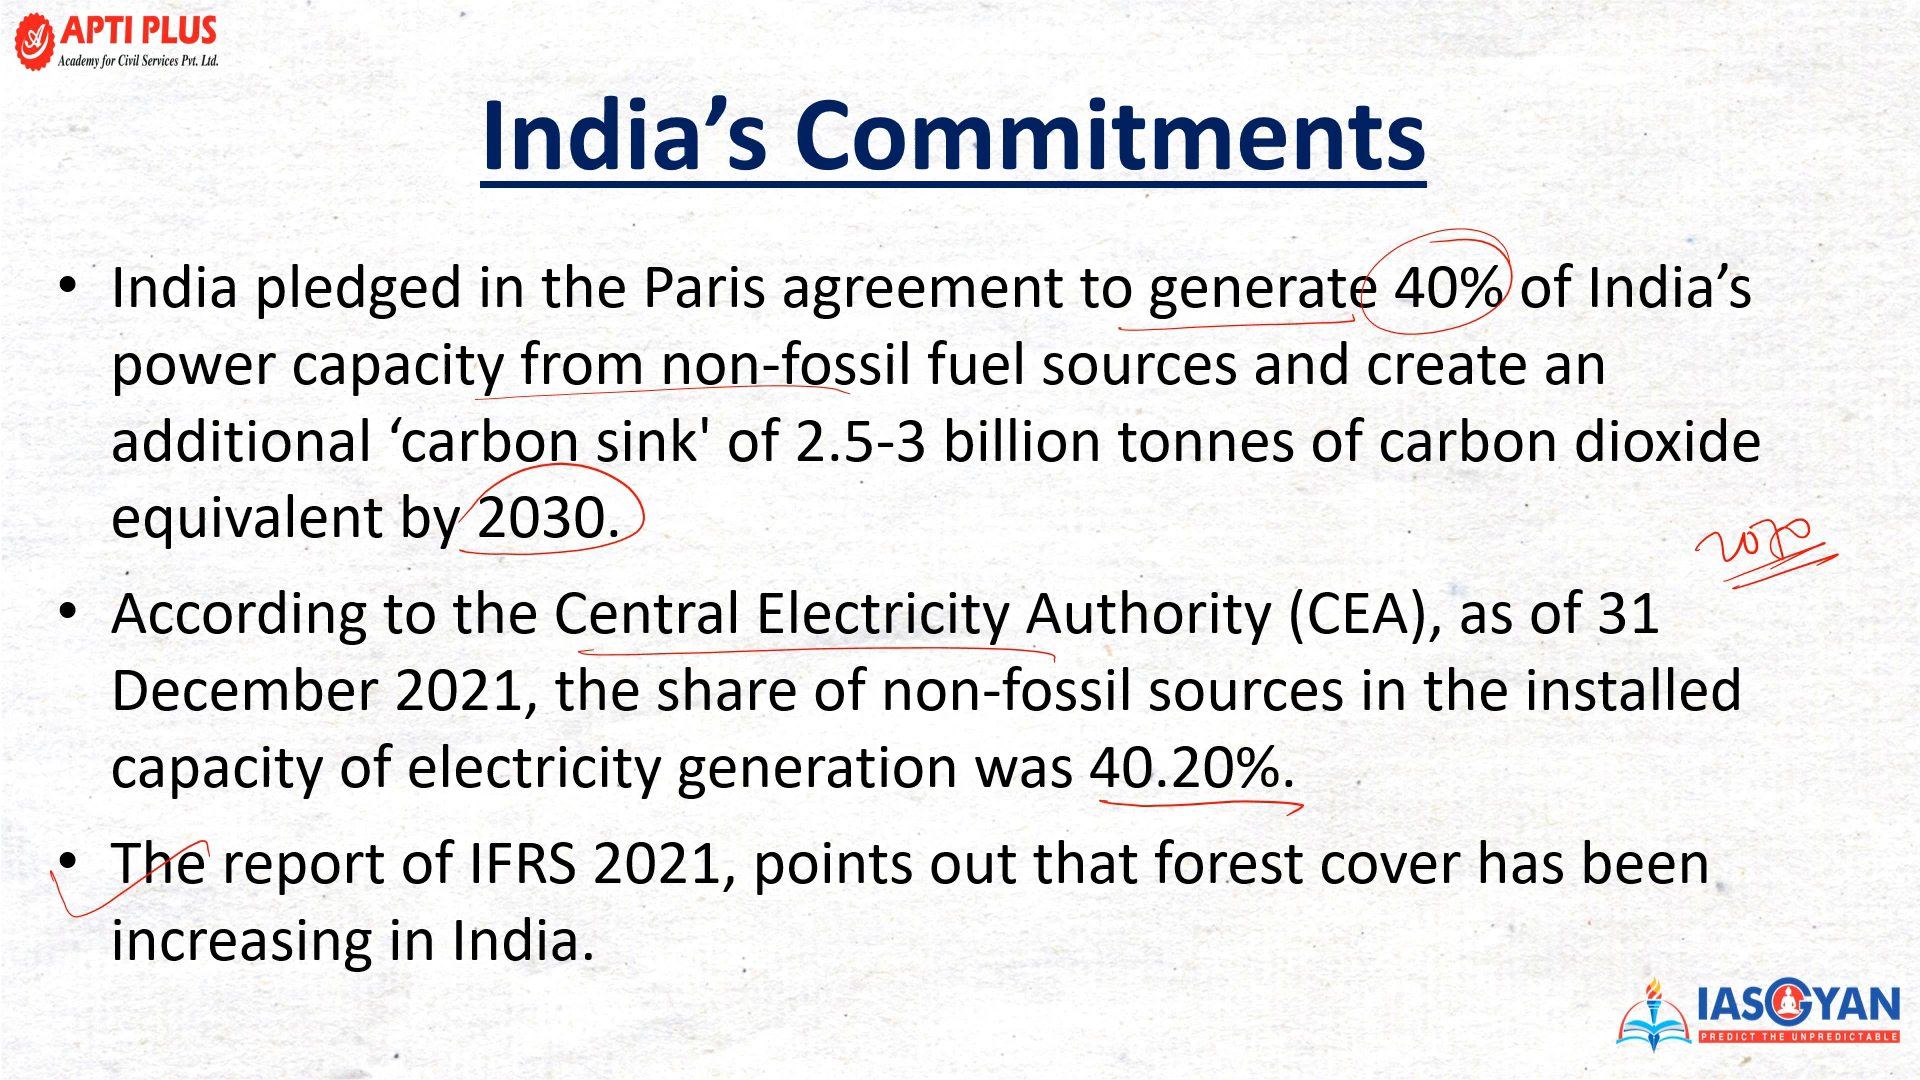 APTI PLUS
Academy for Civil Services Pvt. Ltd.
India’s Commitments
• India pledged in the Paris agreement to generate 40% of India’s
power capacity from non-fossil fuel sources and create an
additional ‘carbon sink' of 2.5-3 billion tonnes of carbon dioxide
equivalent by 2030.
2070
• According to the Central Electricity Authority (CEA), as of 31
December 2021, the share of non-fossil sources in the installed
capacity of electricity generation was 40.20%.
• The report of IFRS 2021, points out that forest cover has been
increasing in India.
IASGYAN
PREDICT THE UNPREDICTABLE